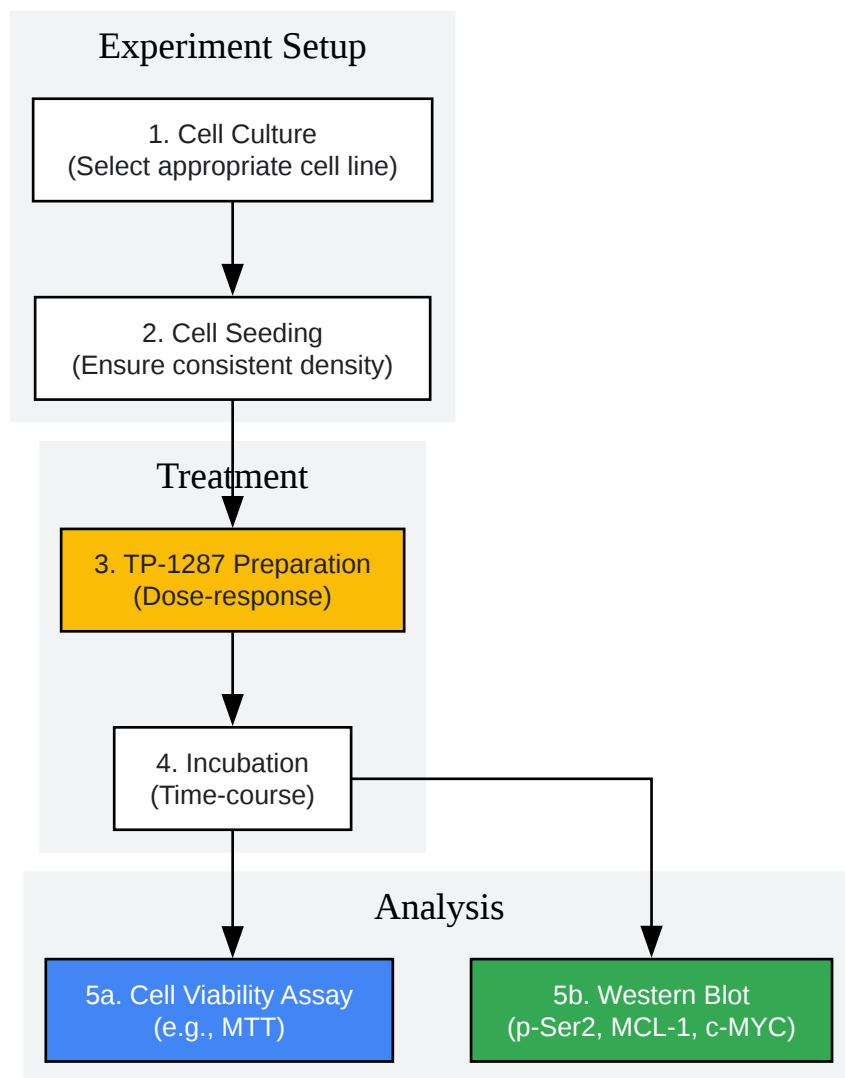 Experiment Setup
1. Cell Culture
(Select appropriate cell line)
2. Cell Seeding
(Ensure consistent density)
Treatment
3. TP-1287 Preparation
(Dose-response)
4. Incubation
(Time-course)
Analysis
5a. Cell Viability Assay
(e.g., MTT)
5b. Western Blot
(p-Ser2, MCL-1, c-MYC)